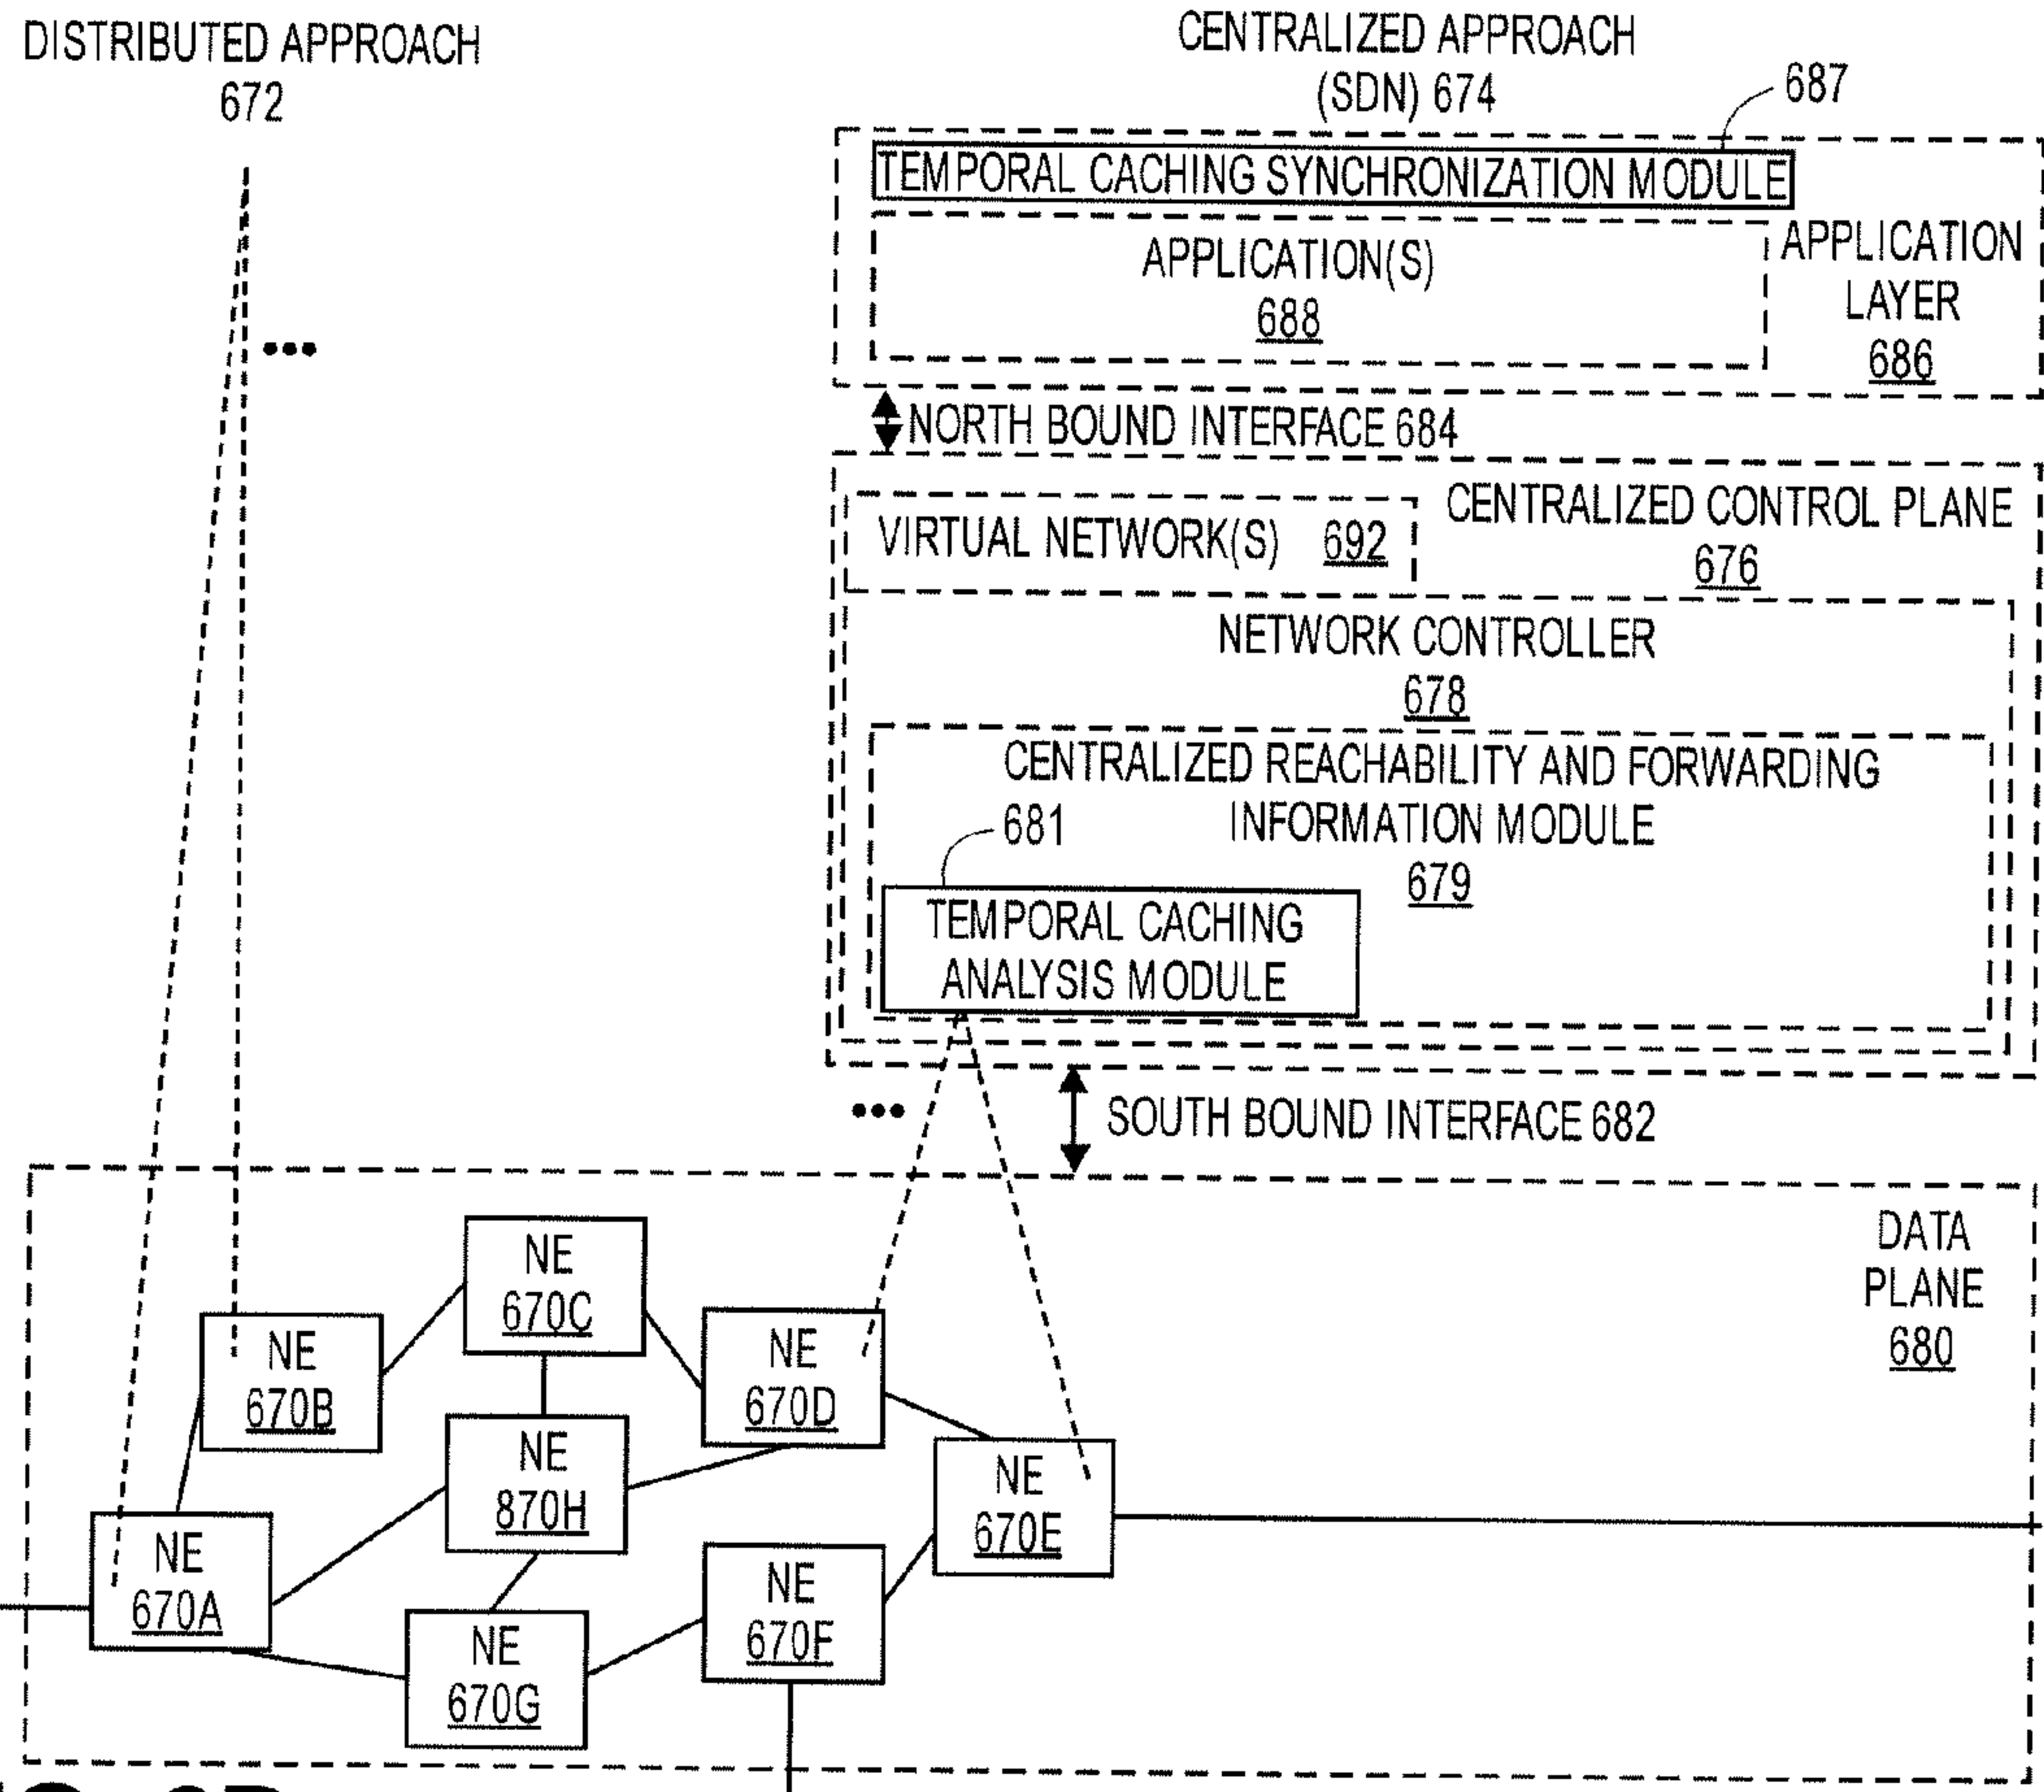 DISTRIBUTED APPROACH
672
CENTRALIZED APPROACH
(SDN) 674
687
TEMPORAL CACHING SYNCHRONIZATION MODULE
APPLICATION(S)
688
APPLICATION
LAYER
686
NORTH BOUND INTERFACE 684
VIRTUAL NETWORK(S) 692
CENTRALIZED CONTROL PLANE
676
NETWORK CONTROLLER
678
CENTRALIZED REACHABILITY AND FORWARDING
INFORMATION MODULE
679
681
TEMPORAL CACHING
ANALYSIS MODULE
SOUTH BOUND INTERFACE 682
DATA
PLANE
680
NE
670C
NE
670B
NE
670D
NE
870H
NE
670E
NE
670A
NE
670F
NE
670G